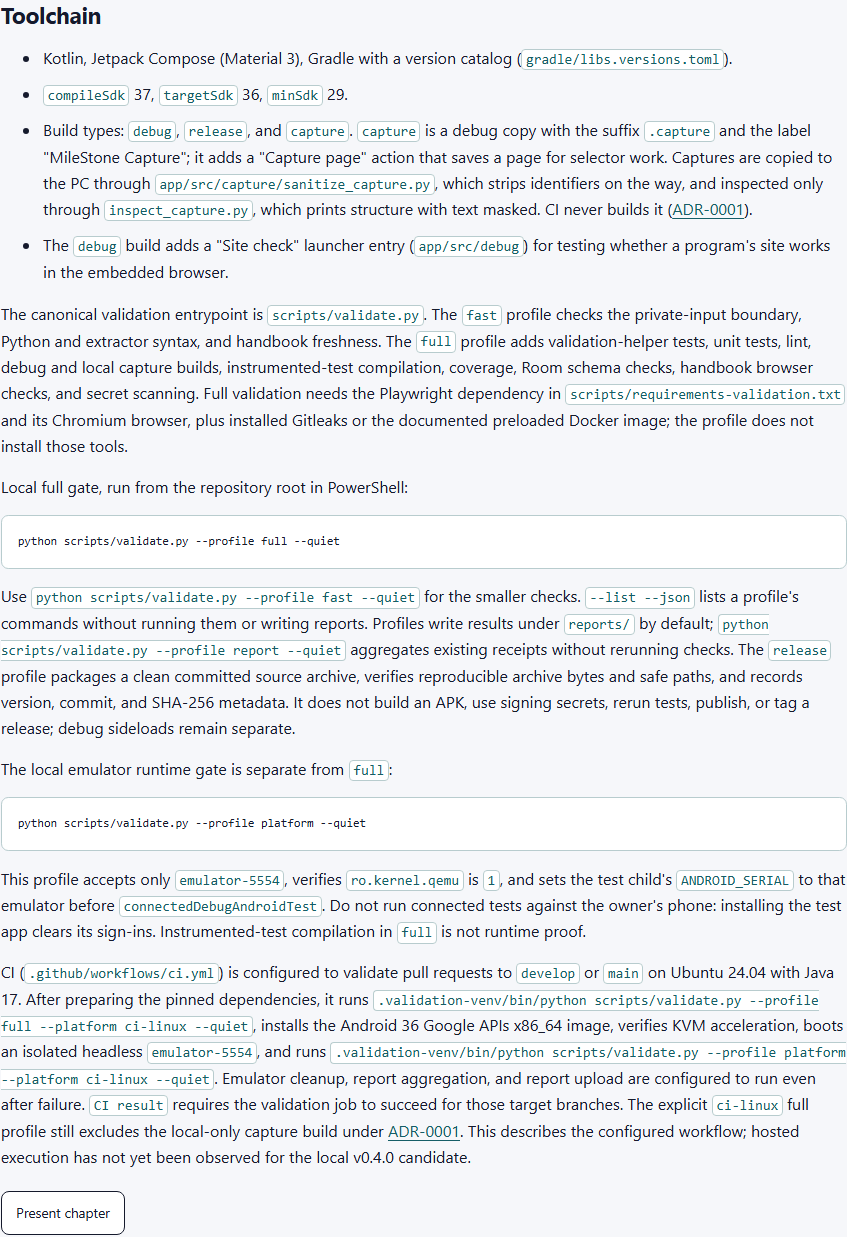 Toolchain
Kotlin, Jetpack Compose (Material 3), Gradle with a version catalog (gradle/libs.versions.toml).
compileSdk 37, targetSdk 36, minSdk 29.
Build types: debug, release, and capture. capture is a debug copy with the suffix .capture and the label
"MileStone Capture"; it adds a "Capture page" action that saves a page for selector work. Captures are copied to
the PC through app/src/capture/sanitize_capture.py, which strips identifiers on the way, and inspected only
through inspect_capture.py, which prints structure with text masked. CI never builds it (ADR-0001).
The debug build adds a "Site check" launcher entry (app/src/debug) for testing whether a program's site works
in the embedded browser.
The canonical validation entrypoint is scripts/validate.py. The fast profile checks the private-input boundary,
Python and extractor syntax, and handbook freshness. The full profile adds validation-helper tests, unit tests, lint,
debug and local capture builds, instrumented-test compilation, coverage, Room schema checks, handbook browser
checks, and secret scanning. Full validation needs the Playwright dependency in scripts/requirements-validation.txt
and its Chromium browser, plus installed Gitleaks or the documented preloaded Docker image; the profile does not
install those tools.
Local full gate, run from the repository root in PowerShell:
python scripts/validate.py --profile full --quiet
Use python scripts/validate.py --profile fast --quiet for the smaller checks. --list --json lists a profile's
commands without running them or writing reports. Profiles write results under reports/ by default; python
scripts/validate.py --profile report --quiet aggregates existing receipts without rerunning checks. The release
profile packages a clean committed source archive, verifies reproducible archive bytes and safe paths, and records
version, commit, and SHA-256 metadata. It does not build an APK, use signing secrets, rerun tests, publish, or tag a
release; debug sideloads remain separate.
The local emulator runtime gate is separate from full:
python scripts/validate.py --profile platform --quiet
This profile accepts only emulator-5554, verifies ro.kernel.qemu is 1, and sets the test child's ANDROID_SERIAL to that
emulator before connectedDebugAndroidTest. Do not run connected tests against the owner's phone: installing the test
app clears its sign-ins. Instrumented-test compilation in full is not runtime proof.
CI (.github/workflows/ci.yml) is configured to validate pull requests to develop or main on Ubuntu 24.04 with Java
17. After preparing the pinned dependencies, it runs .validation-venv/bin/python scripts/validate.py --profile
full --platform ci-linux --quiet, installs the Android 36 Google APIs x86_64 image, verifies KVM acceleration, boots
an isolated headless emulator-5554, and runs .validation-venv/bin/python scripts/validate.py --profile platform
--platform ci-linux --quiet. Emulator cleanup, report aggregation, and report upload are configured to run even
after failure. CI result requires the validation job to succeed for those target branches. The explicit ci-linux full
profile still excludes the local-only capture build under ADR-0001. This describes the configured workflow; hosted
execution has not yet been observed for the local v0.4.0 candidate.
Present chapter